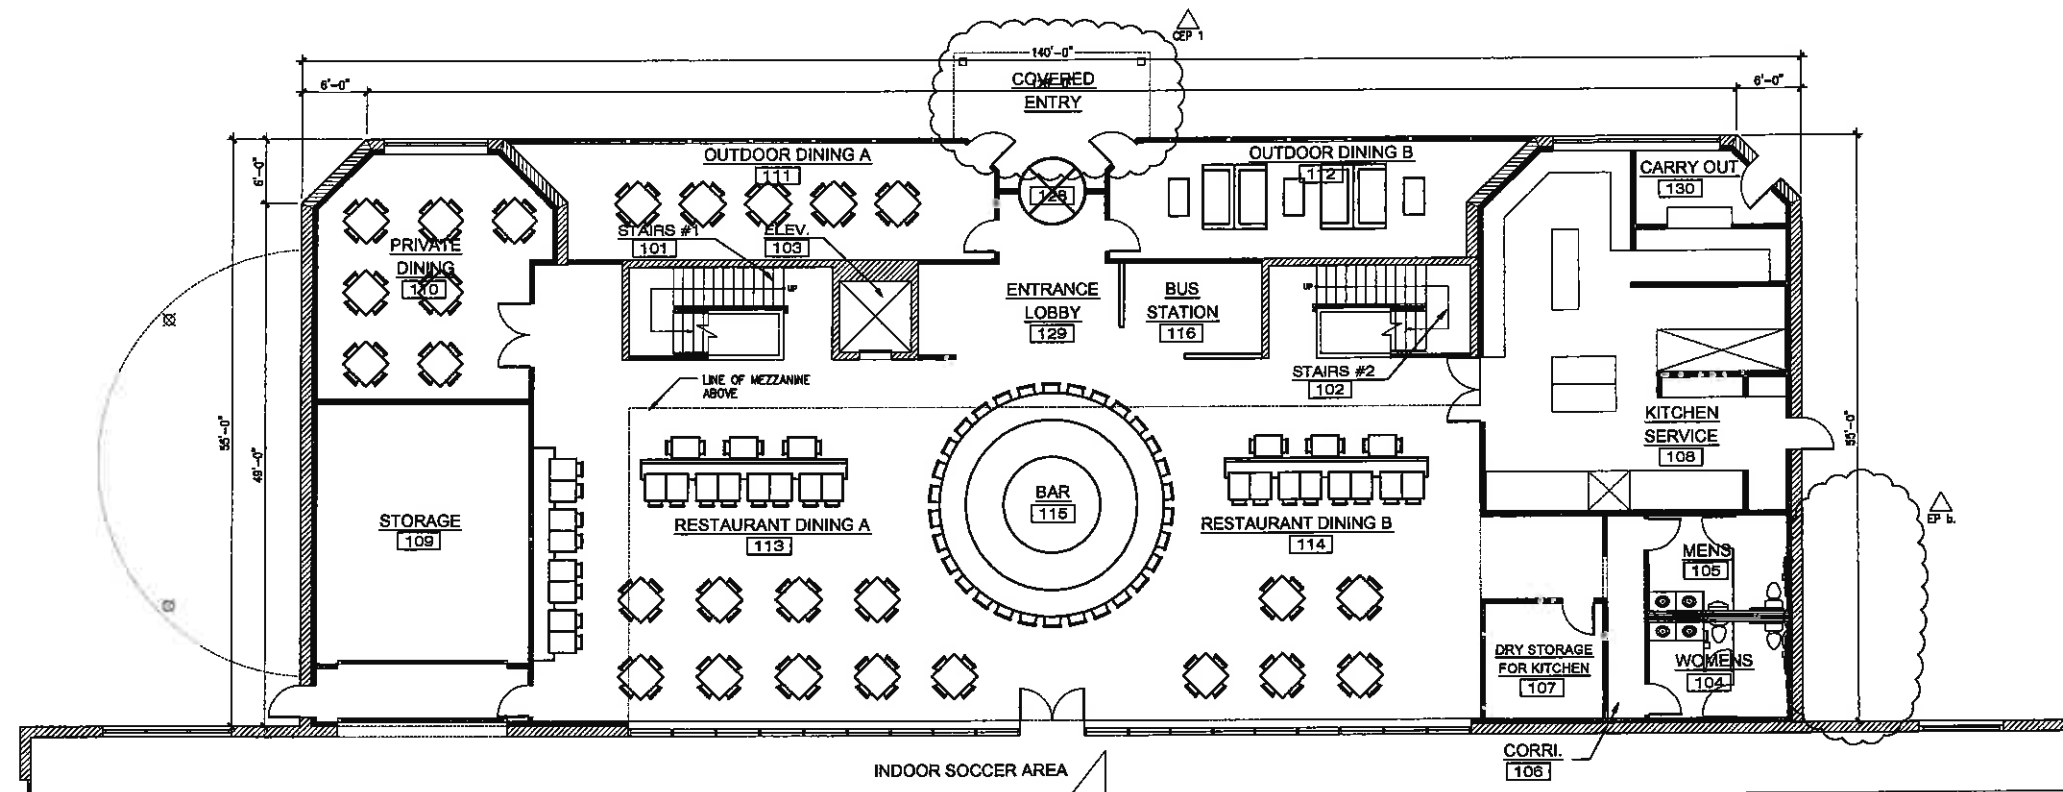 CEP 1
140'-0"
6'-0"
6'-0"
COVERED
ENTRY
OUTDOOR DINING A
111
OUTDOOR DINING B
112
CARRY OUT
130
6'-0"
128
STAIRS #1
101
ELEV.
103
PRIVATE
DINING
110
UP
ENTRANCE
LOBBY
129
BUS
STATION
116
UP
STAIRS #2
102
LINE OF MEZZANINE
ABOVE
55'-0"
49'-0"
55'-0"
KITCHEN
SERVICE
108
BAR
115
STORAGE
109
RESTAURANT DINING A
113
RESTAURANT DINING B
114
EP b.
MENS
105
DRY STORAGE
FOR KITCHEN
107
WOMENS
104
CORRI.
106
INDOOR SOCCER AREA